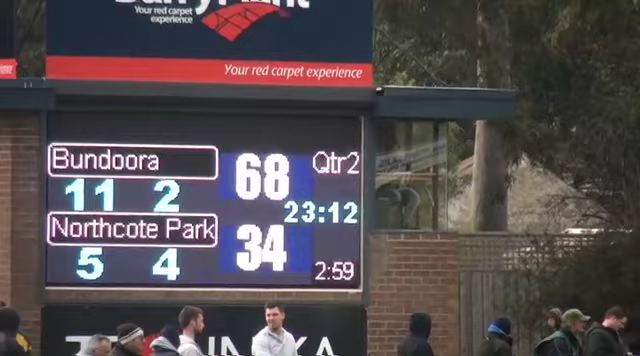 Your red carpet
experience
Your red carpet experience
Bundoora 68 Qtr2
11 2
23:12
Northcote Park 34
5 4 2:59